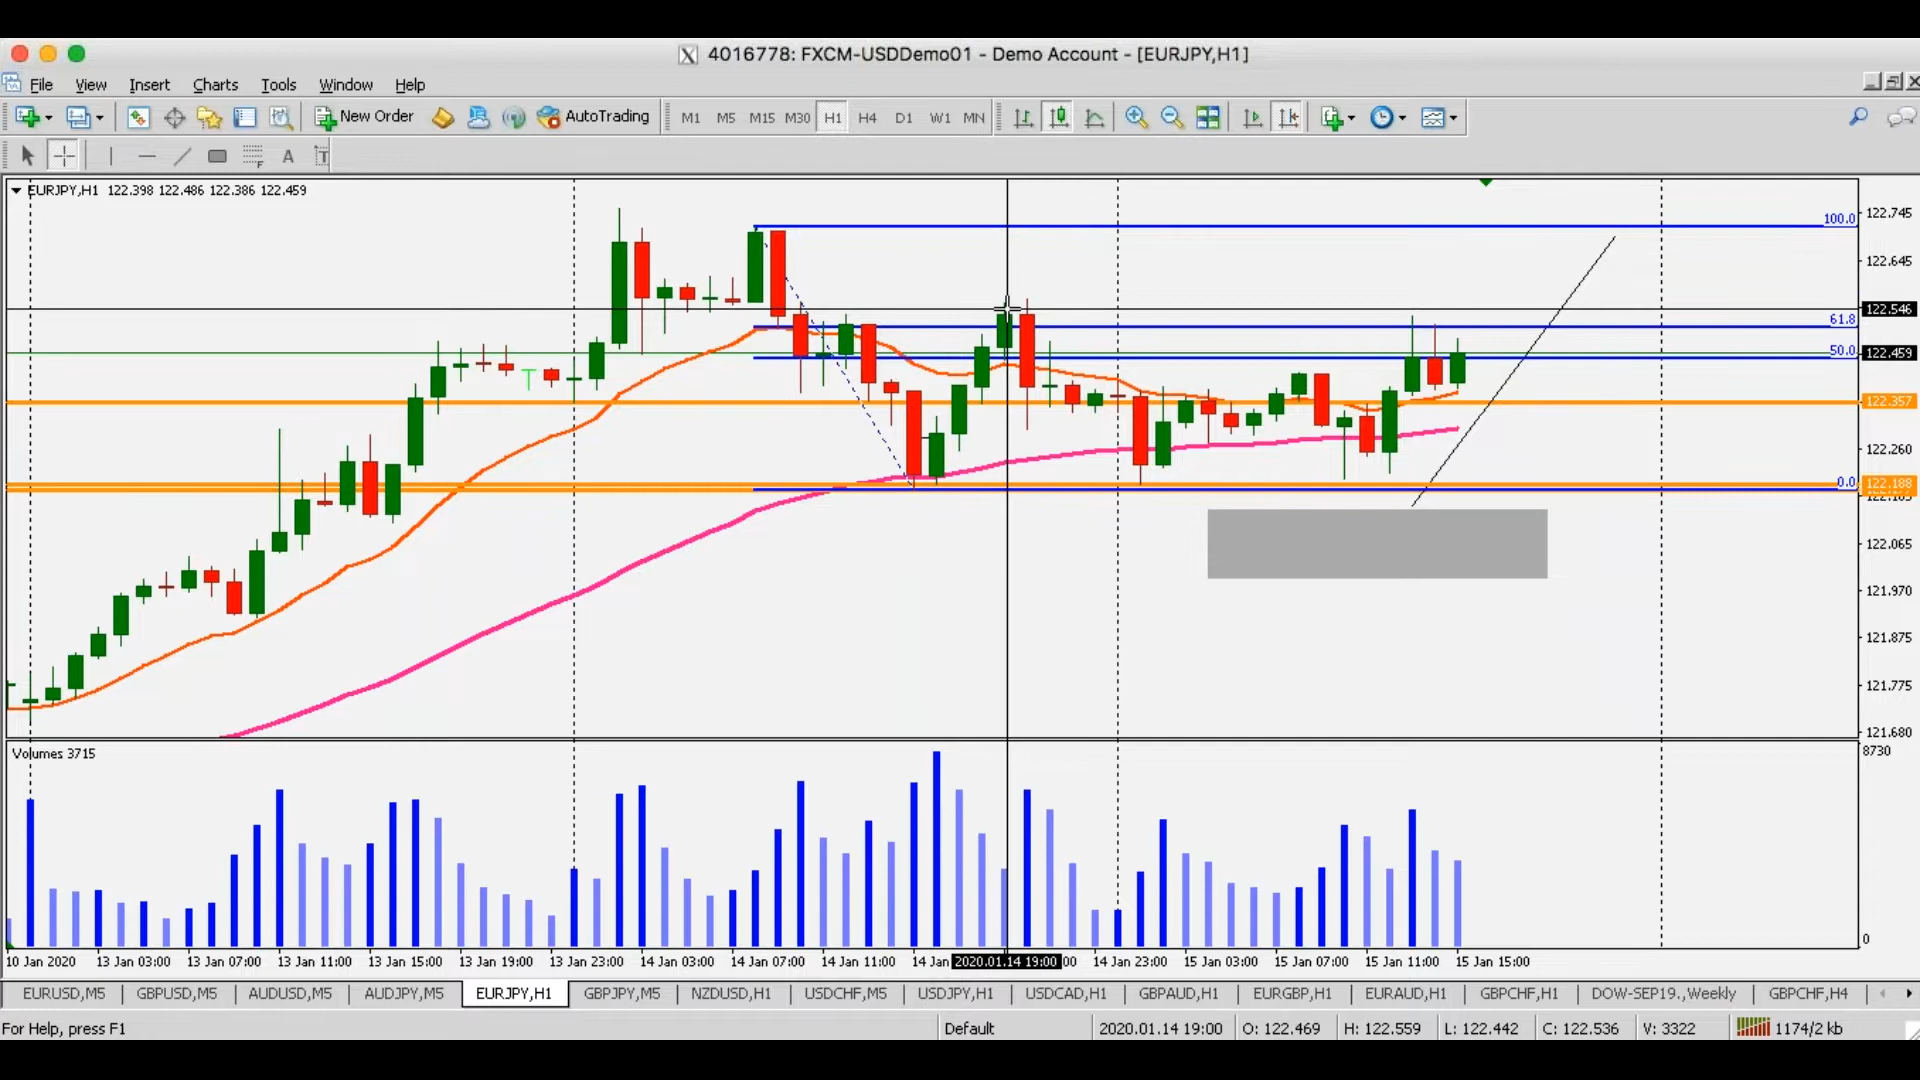 4016778: FXCM-USDDemo01 - Demo Account - [EURJPY,H1]
File View Insert Charts Tools Window Help
New Order AutoTrading M1 M5 M15 M30 H1 H4 D1 W1 MN
A T
EURJPY,H1 122.398 122.486 122.386 122.459
122.745
100.0
122.645
122.546
61.8
50.0
122.459
122.357
122.260
0.0
122.188
122.065
121.970
121.875
121.775
121.680
Volumes 3715
8730
0
10 Jan 2020 13 Jan 03:00 13 Jan 07:00 13 Jan 11:00 13 Jan 15:00 13 Jan 19:00 13 Jan 23:00 14 Jan 03:00 14 Jan 07:00 14 Jan 11:00 14 Jan 2020.01.14 19:00 00 14 Jan 23:00 15 Jan 03:00 15 Jan 07:00 15 Jan 11:00 15 Jan 15:00
EURUSD,M5 GBPUSD,M5 AUDUSD,M5 AUDJPY,M5 EURJPY,H1 GBPJPY,M5 NZDUSD,H1 USDCHF,M5 USDJPY,H1 USDCAD,H1 GBPAUD,H1 EURGBP,H1 EURAUD,H1 GBPCHF,H1 DOW-SEP19.,Weekly GBPCHF,H4
For Help, press F1 Default 2020.01.14 19:00 O: 122.469 H: 122.559 L: 122.442 C: 122.536 V: 3322 1174/2 kb